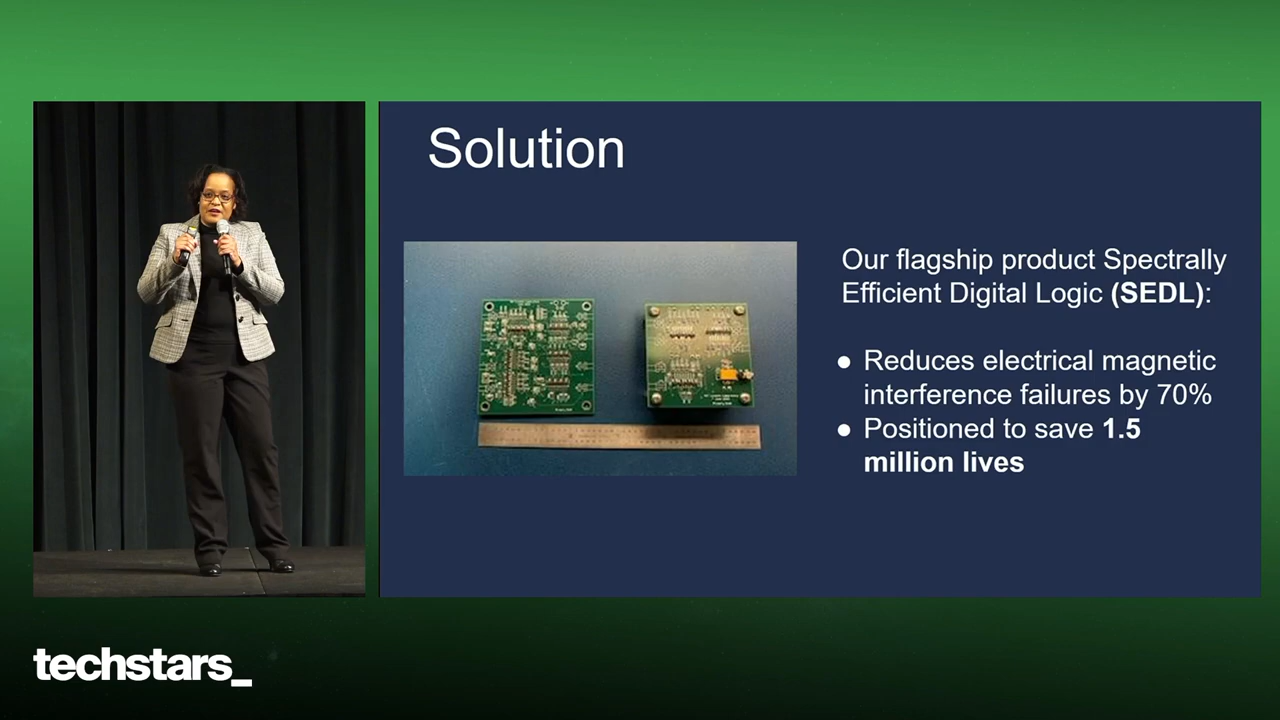 Solution
Our flagship product Spectrally
Efficient Digital Logic (SEDL):
● Reduces electrical magnetic
interference failures by 70%
● Positioned to save 1.5
million lives
techstars_